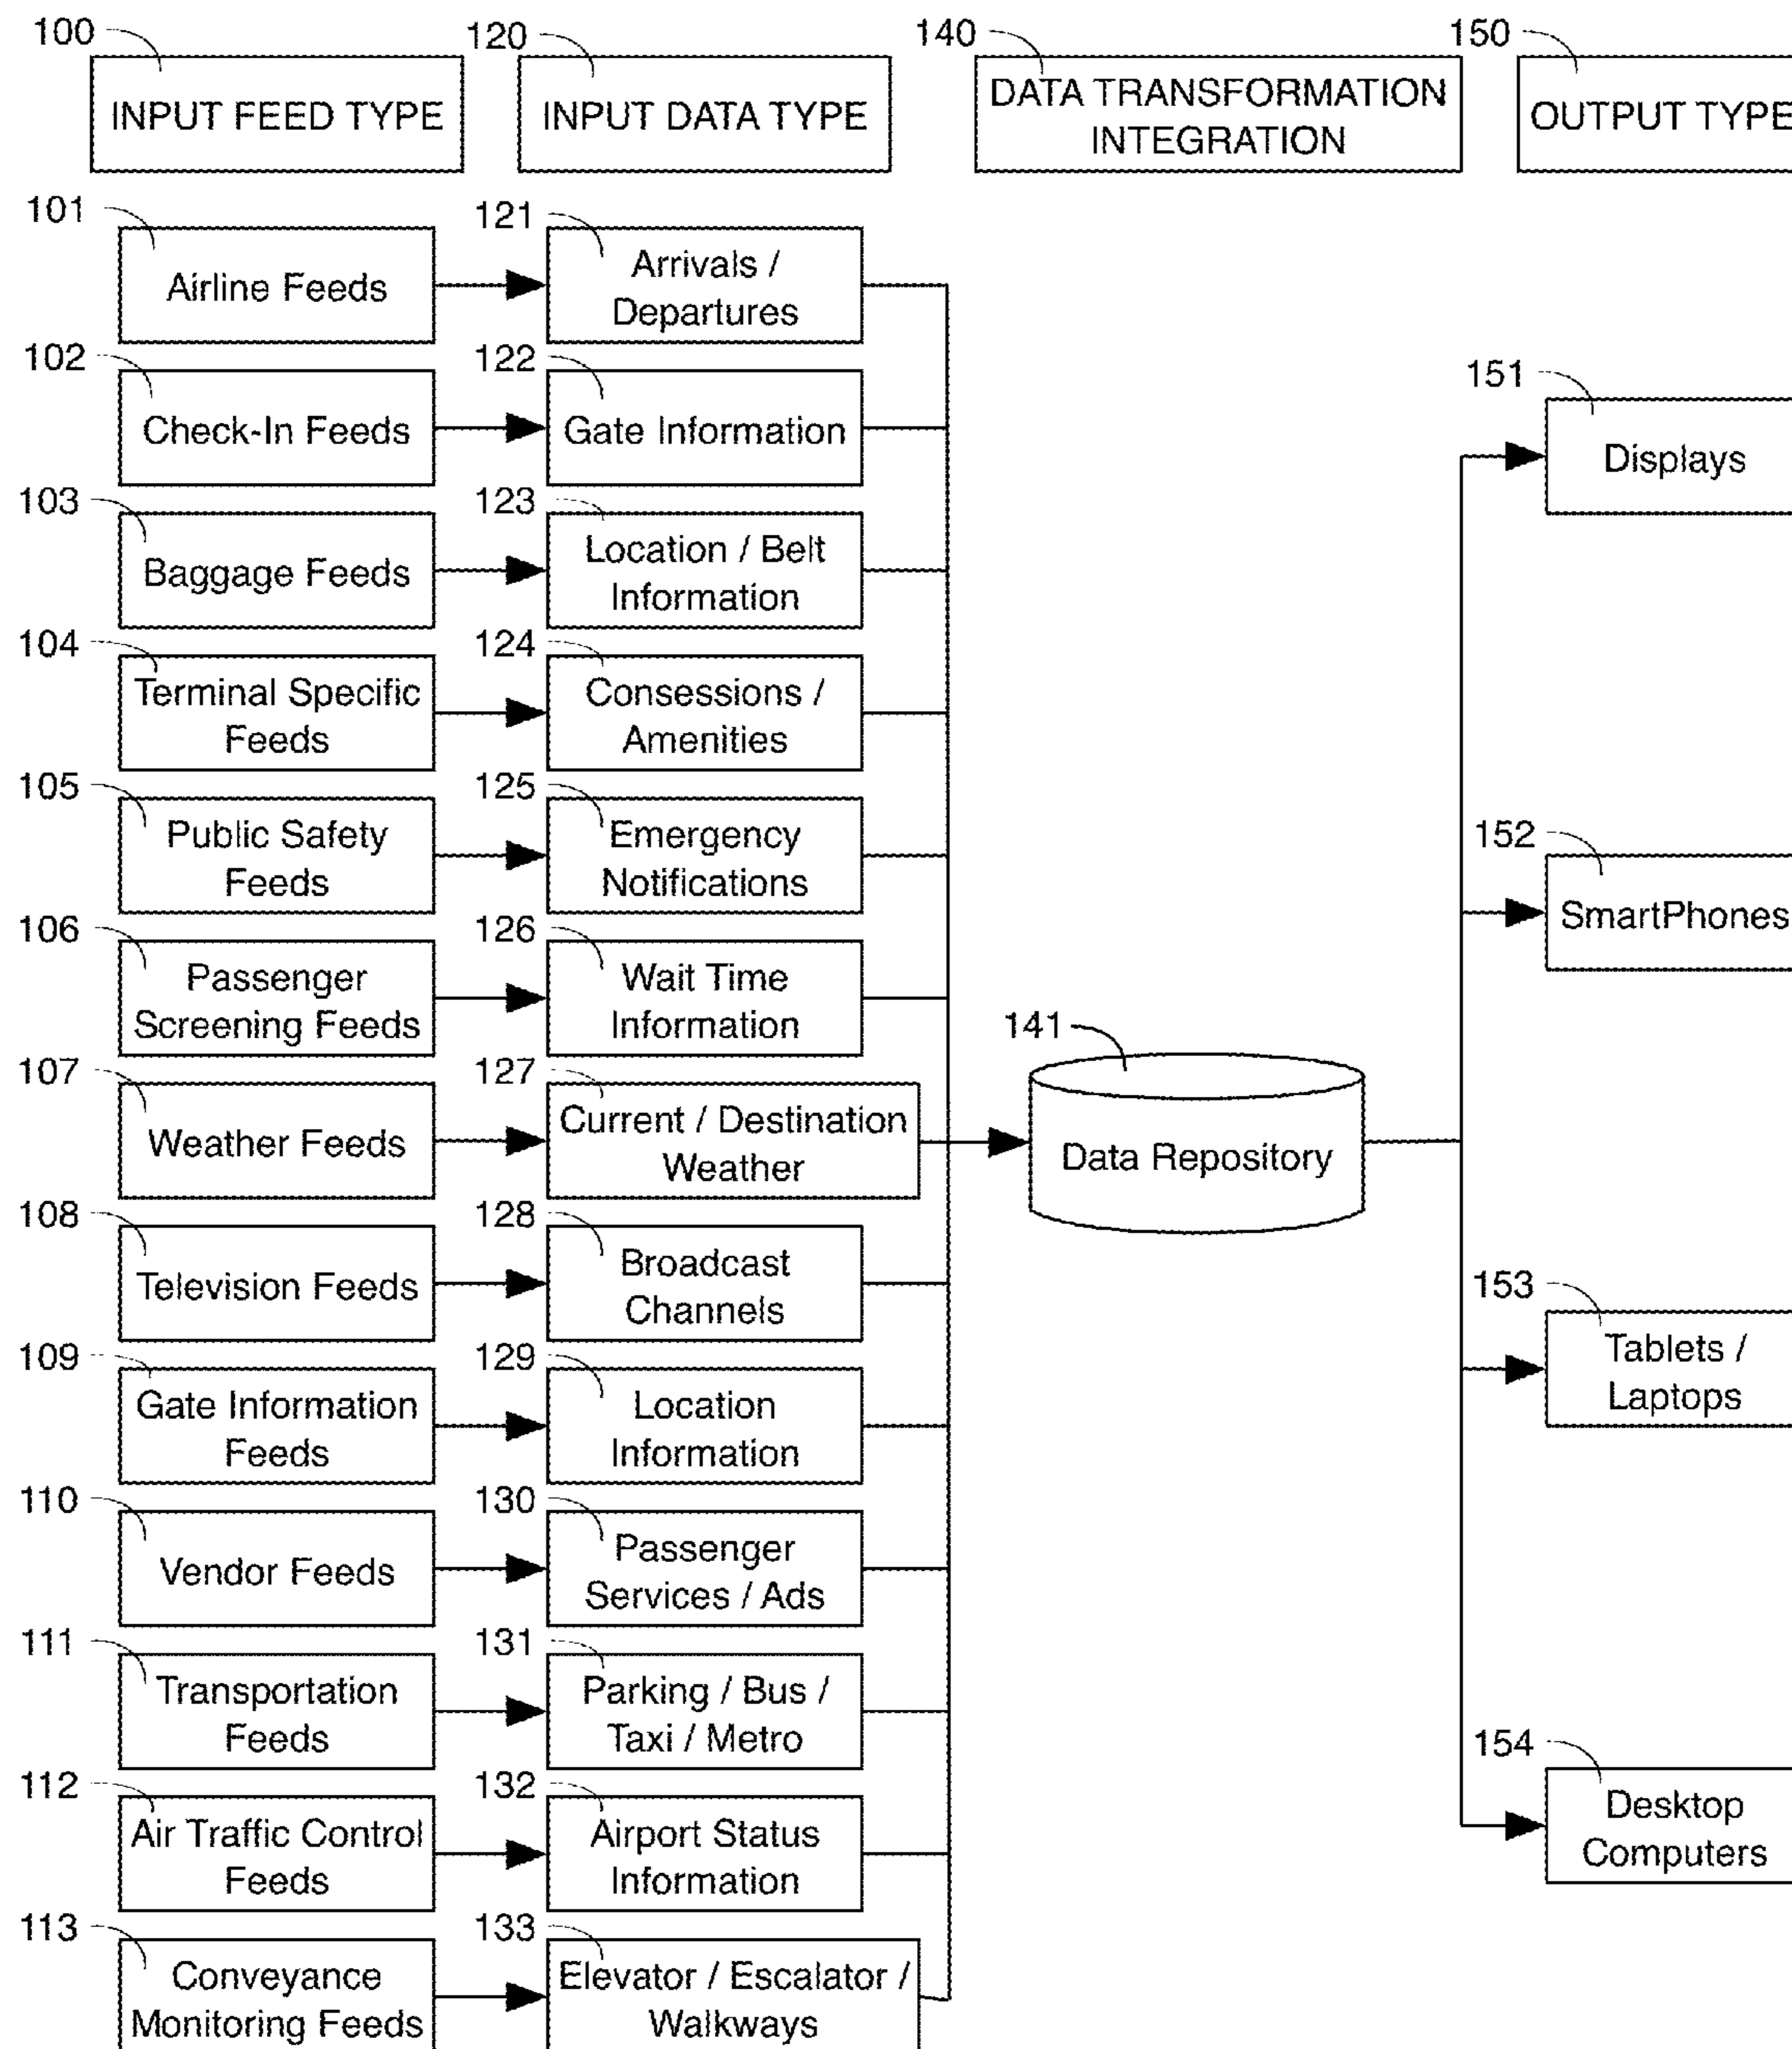 100
INPUT FEED TYPE
120
INPUT DATA TYPE
140
DATA TRANSFORMATION
INTEGRATION
150
OUTPUT TYPE
101
Airline Feeds
121
Arrivals /
Departures
102
Check-In Feeds
122
Gate Information
103
Baggage Feeds
123
Location / Belt
Information
104
Terminal Specific
Feeds
124
Consessions /
Amenities
105
Public Safety
Feeds
125
Emergency
Notifications
106
Passenger
Screening Feeds
126
Wait Time
Information
107
Weather Feeds
127
Current / Destination
Weather
108
Television Feeds
128
Broadcast
Channels
109
Gate Information
Feeds
129
Location
Information
110
Vendor Feeds
130
Passenger
Services / Ads
111
Transportation
Feeds
131
Parking / Bus /
Taxi / Metro
112
Air Traffic Control
Feeds
132
Airport Status
Information
113
Conveyance
Monitoring Feeds
133
Elevator / Escalator /
Walkways
141
Data Repository
151
Displays
152
SmartPhones
153
Tablets /
Laptops
154
Desktop
Computers